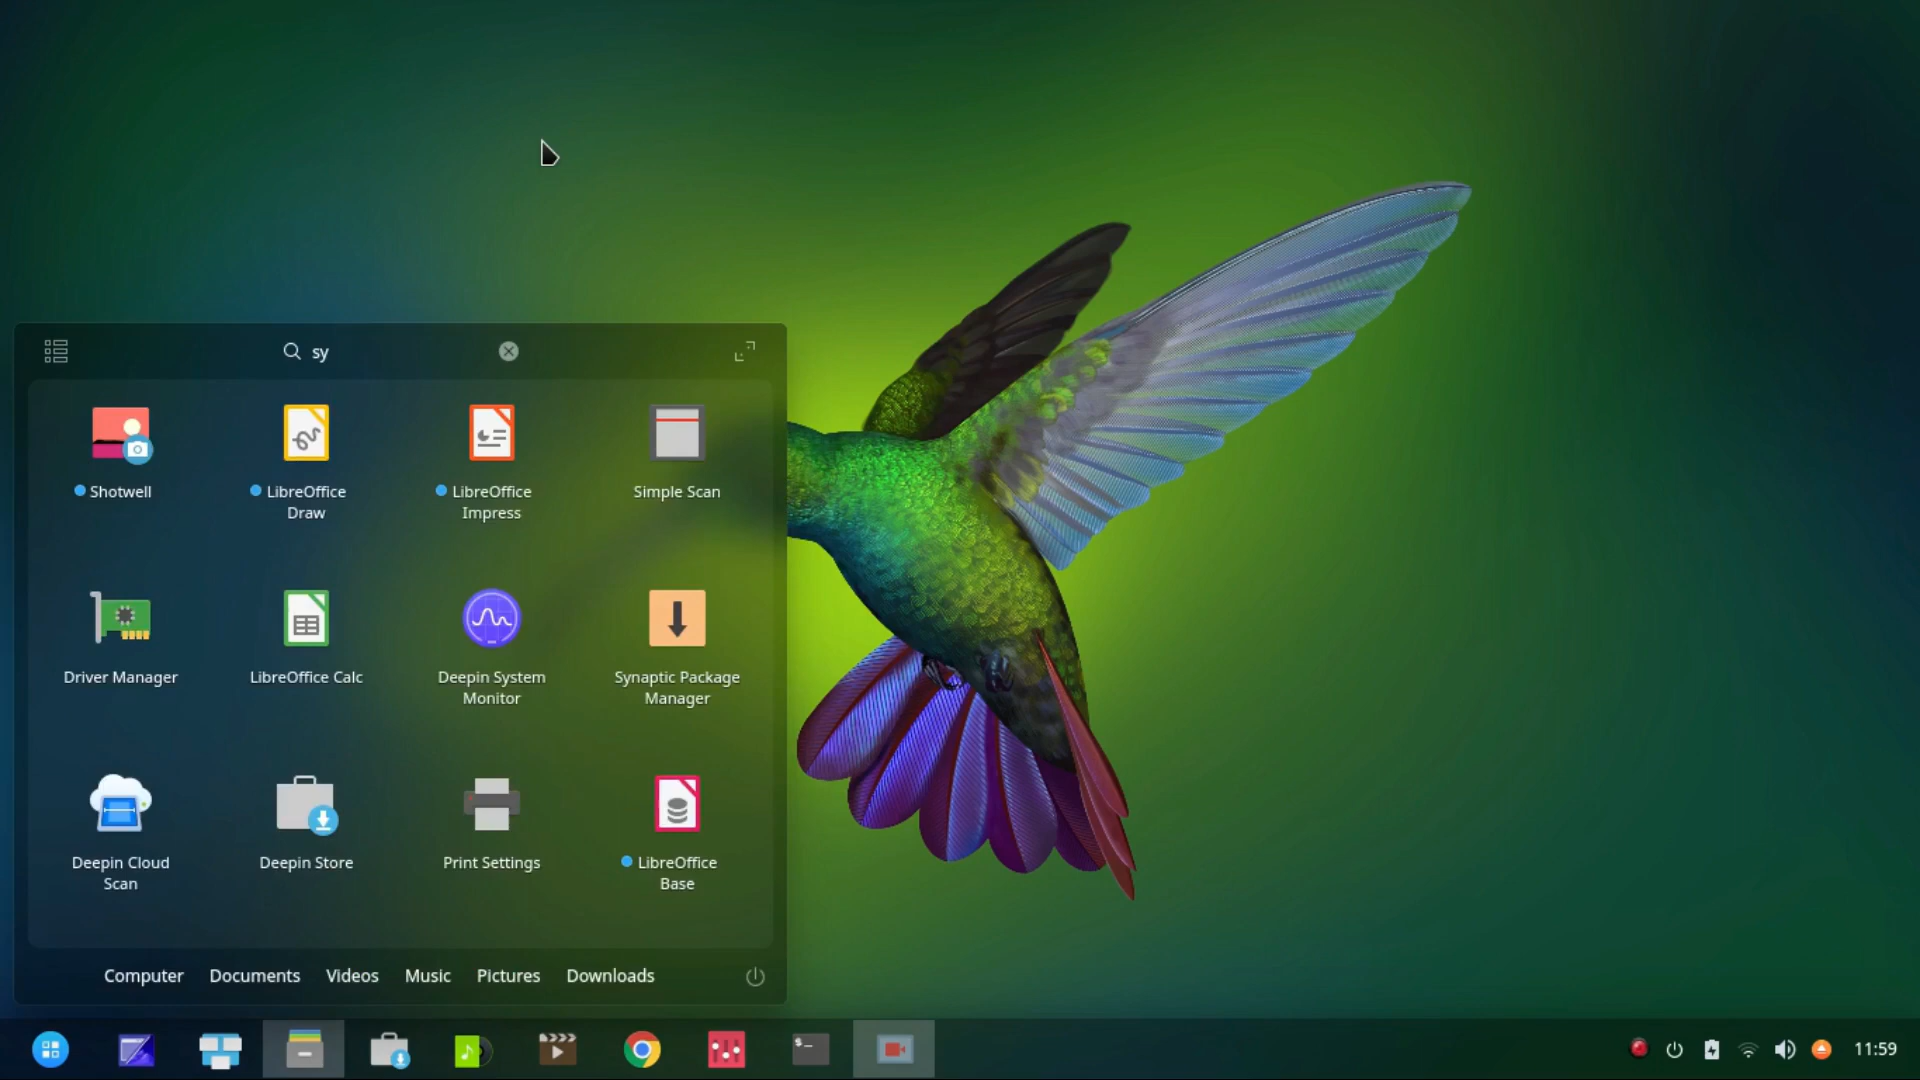 sy
Shotwell
LibreOffice
Draw
LibreOffice
Impress
Simple Scan
Driver Manager
LibreOffice Calc
Deepin System
Monitor
Synaptic Package
Manager
Deepin Cloud
Scan
Deepin Store
Print Settings
LibreOffice
Base
Computer Documents Videos Music Pictures Downloads
$_
11:59